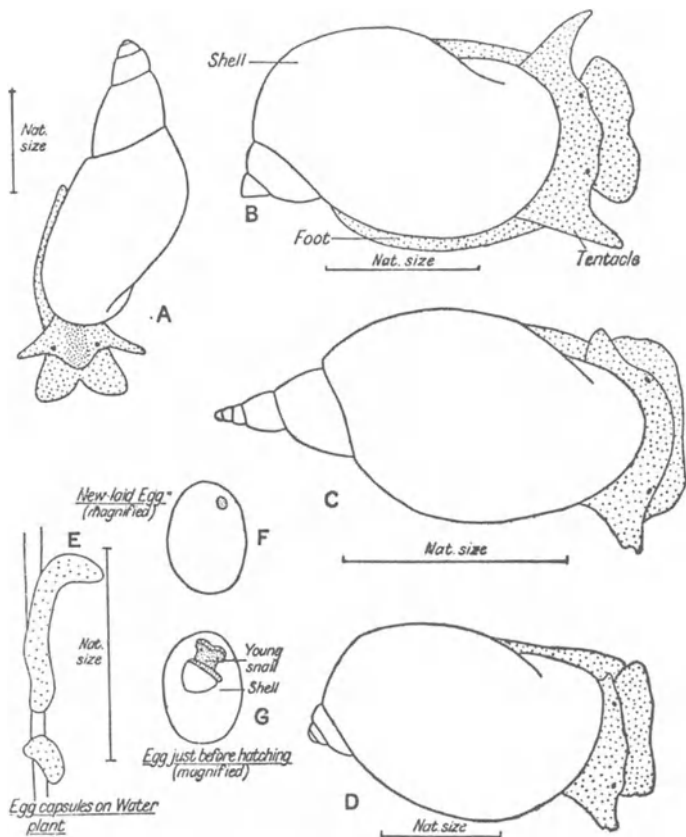 Shell
Nat.
size
B
Foot
Nat. size
Tentacle
A
C
Nat. size
New-laid Egg
(magnified)
F
E
Nat.
size
Young
snail
Shell
G
Egg just before hatching
(magnified)
Egg capsules on Water
plant
D
Nat. size